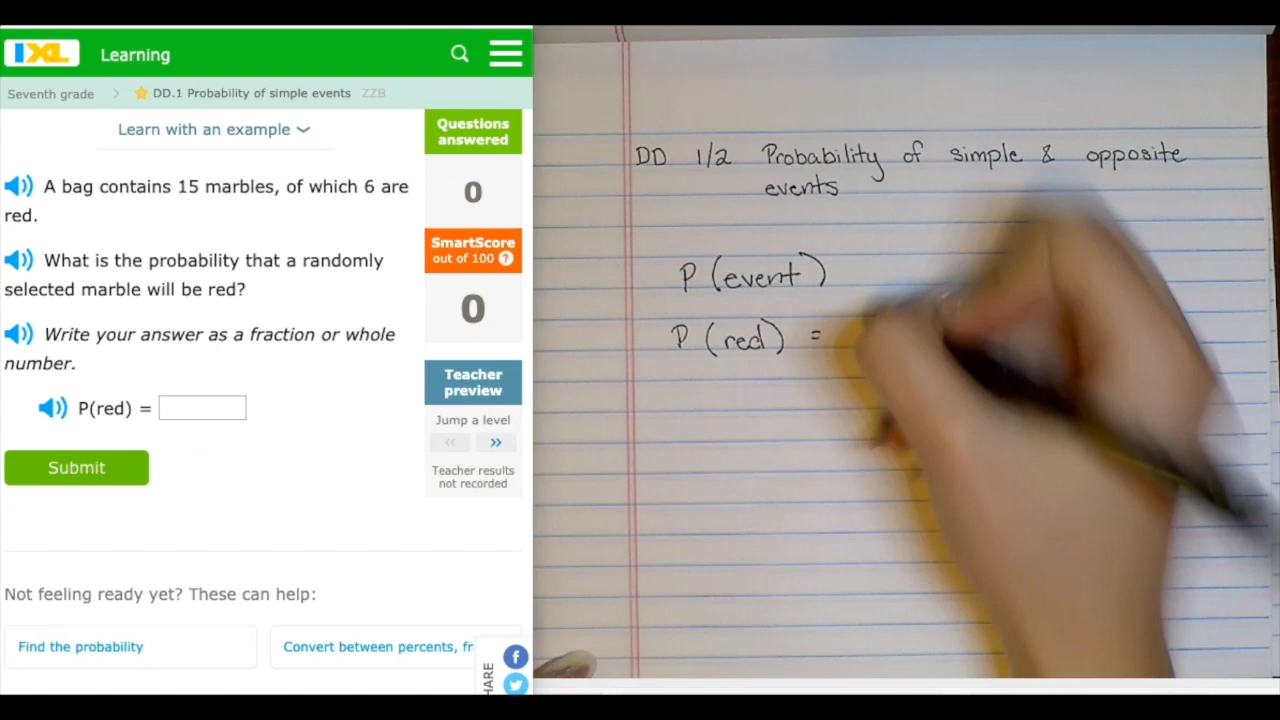 IXL Learning
Seventh grade > DD.1 Probability of simple events ZZB
Learn with an example
Questions answered
0
SmartScore
out of 100 ?
0
Teacher preview
Jump a level
<< >>
Teacher results not recorded
A bag contains 15 marbles, of which 6 are
red.
What is the probability that a randomly
selected marble will be red?
Write your answer as a fraction or whole
number.
P(red) =
Submit
Not feeling ready yet? These can help:
Find the probability
Convert between percents, fr
SHARE
DD 1/2 Probability of simple & opposite
events
P (event)
P (red) =